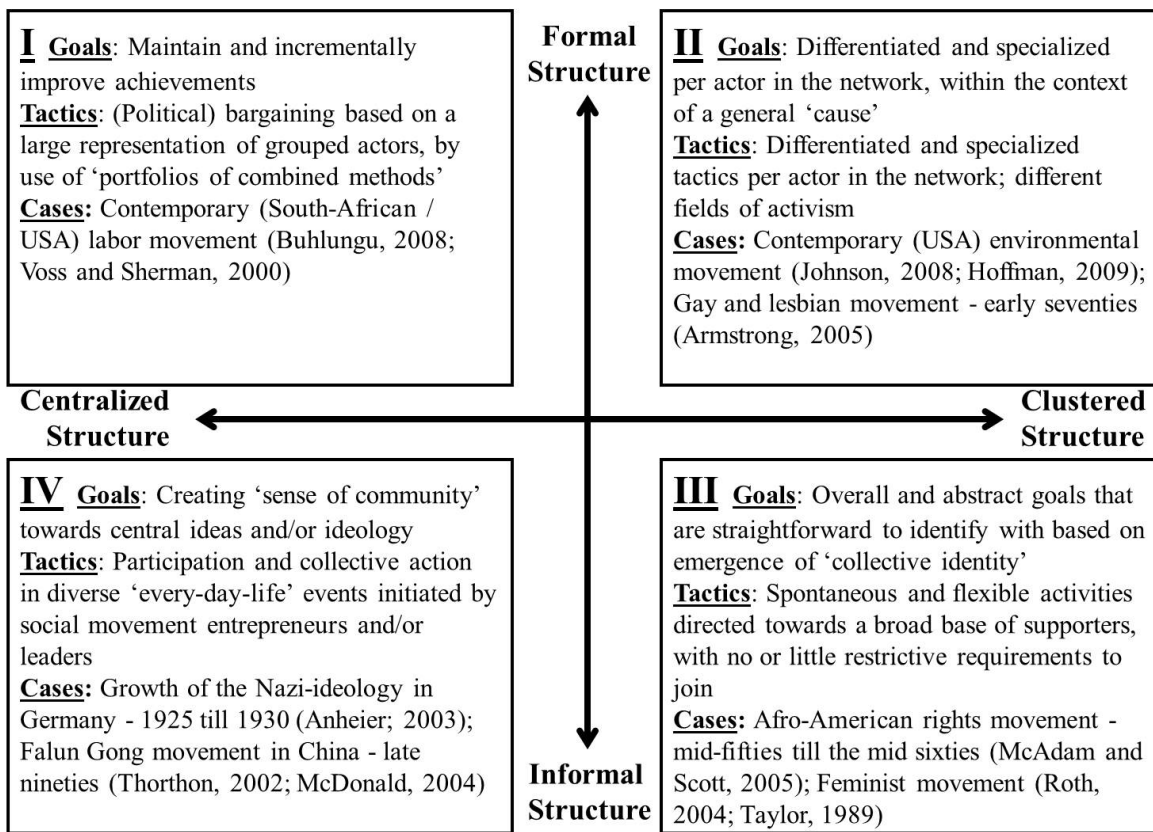 I Goals: Maintain and incrementally
improve achievements
Tactics: (Political) bargaining based on a
large representation of grouped actors, by
use of ‘portfolios of combined methods’
Cases: Contemporary (South-African /
USA) labor movement (Buhlungu, 2008;
Voss and Sherman, 2000)
Formal
Structure
II Goals: Differentiated and specialized
per actor in the network, within the context
of a general ‘cause’
Tactics: Differentiated and specialized
tactics per actor in the network; different
fields of activism
Cases: Contemporary (USA) environmental
movement (Johnson, 2008; Hoffman, 2009);
Gay and lesbian movement - early seventies
(Armstrong, 2005)
Centralized
Structure
Clustered
Structure
IV Goals: Creating ‘sense of community’
towards central ideas and/or ideology
Tactics: Participation and collective action
in diverse ‘every-day-life’ events initiated by
social movement entrepreneurs and/or
leaders
Cases: Growth of the Nazi-ideology in
Germany - 1925 till 1930 (Anheier; 2003);
Falun Gong movement in China - late
nineties (Thorthon, 2002; McDonald, 2004)
Informal
Structure
III Goals: Overall and abstract goals that
are straightforward to identify with based on
emergence of ‘collective identity’
Tactics: Spontaneous and flexible activities
directed towards a broad base of supporters,
with no or little restrictive requirements to
join
Cases: Afro-American rights movement -
mid-fifties till the mid sixties (McAdam and
Scott, 2005); Feminist movement (Roth,
2004; Taylor, 1989)